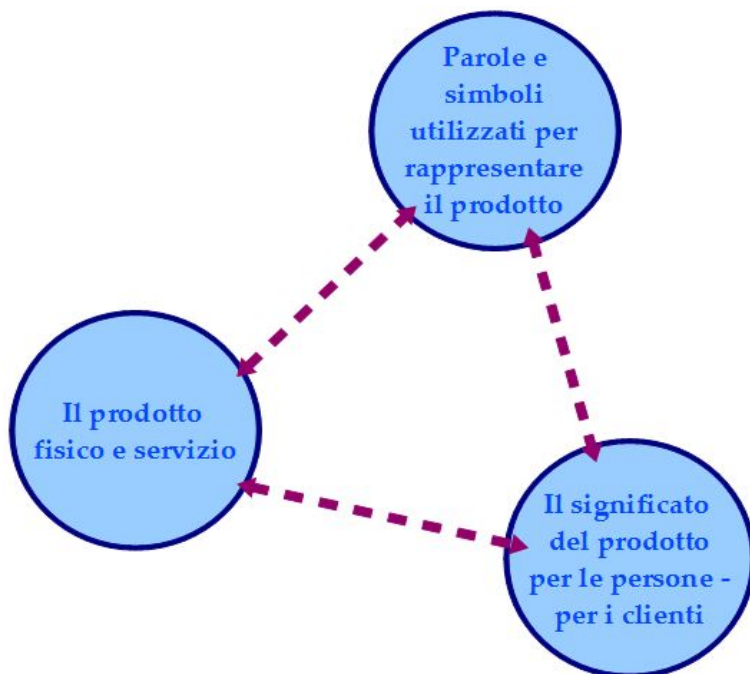 Parole e
simboli
utilizzati per
rappresentare
il prodotto
Il prodotto
fisico e servizio
Il significato
del prodotto
per le persone -
per i clienti